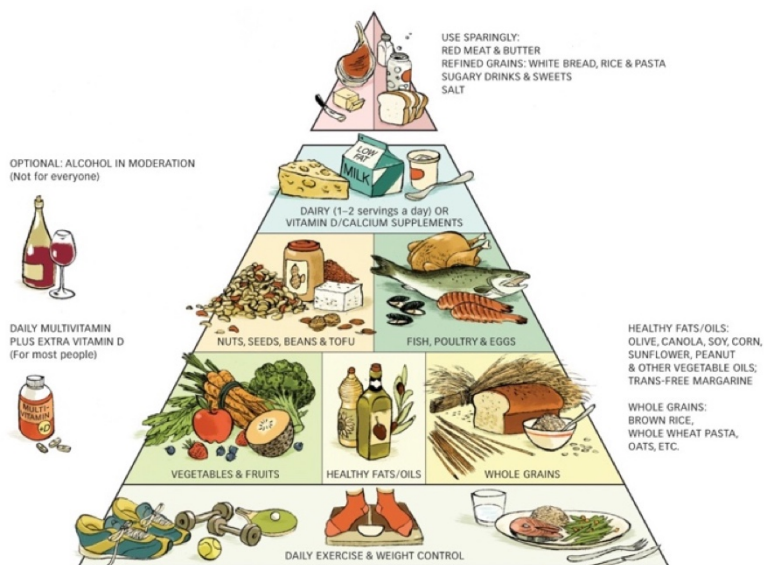 USE SPARINGLY:
RED MEAT & BUTTER
REFINED GRAINS: WHITE BREAD, RICE & PASTA
SUGARY DRINKS & SWEETS
SALT
OPTIONAL: ALCOHOL IN MODERATION
(Not for everyone)
LOW
FAT
MILK
DAIRY (1–2 servings a day) OR
VITAMIN D/CALCIUM SUPPLEMENTS
DAILY MULTIVITAMIN
PLUS EXTRA VITAMIN D
(For most people)
MULTI-
VITAMIN
+D
NUTS, SEEDS, BEANS & TOFU
FISH, POULTRY & EGGS
HEALTHY FATS/OILS:
OLIVE, CANOLA, SOY, CORN,
SUNFLOWER, PEANUT
& OTHER VEGETABLE OILS;
TRANS-FREE MARGARINE
WHOLE GRAINS:
BROWN RICE,
WHOLE WHEAT PASTA,
OATS, ETC.
VEGETABLES & FRUITS
HEALTHY FATS/OILS
WHOLE GRAINS
DAILY EXERCISE & WEIGHT CONTROL